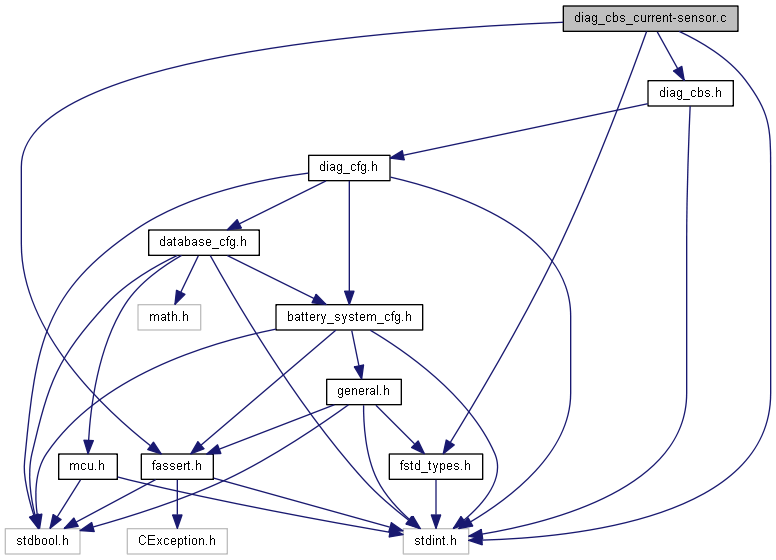 diag_cbs_current-sensor.c
diag_cbs.h
diag_cfg.h
database_cfg.h
math.h
battery_system_cfg.h
general.h
mcu.h
fassert.h
fstd_types.h
stdbool.h
CException.h
stdint.h